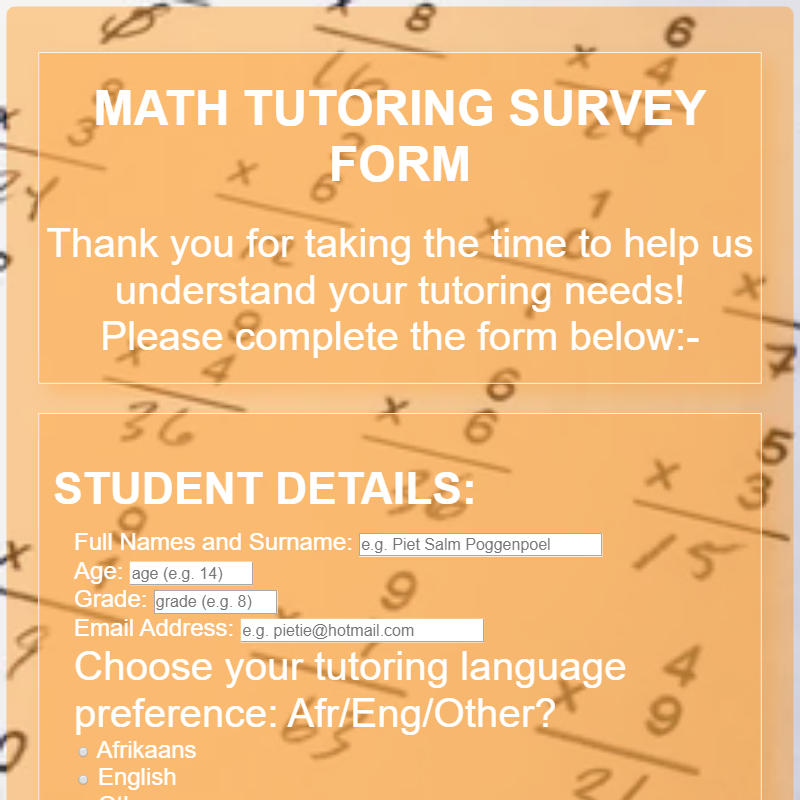 MATH TUTORING SURVEY
FORM
Thank you for taking the time to help us
understand your tutoring needs!
Please complete the form below:-
STUDENT DETAILS:
Full Names and Surname: e.g. Piet Salm Poggenpoel
Age: age (e.g. 14)
Grade: grade (e.g. 8)
Email Address: e.g. pietie@hotmail.com
Choose your tutoring language
preference: Afr/Eng/Other?
Afrikaans
English